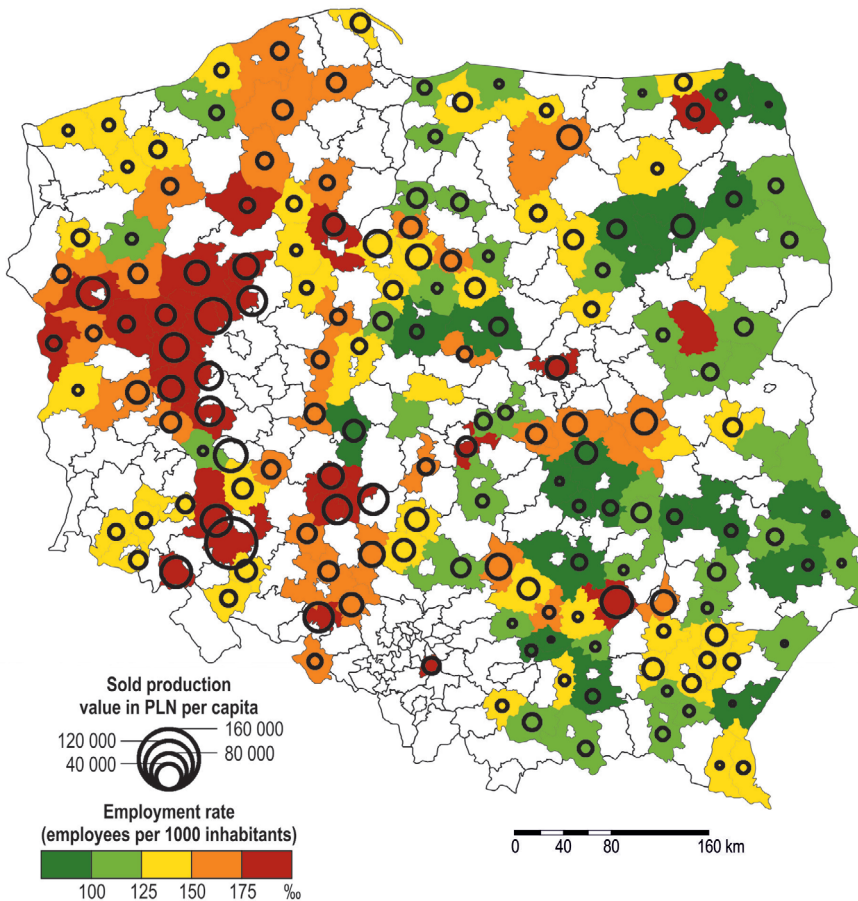 Sold production
value in PLN per capita
160 000
120 000
80 000
40 000
Employment rate
(employees per 1000 inhabitants)
100 125 150 175 ‰
0 40 80 160 km